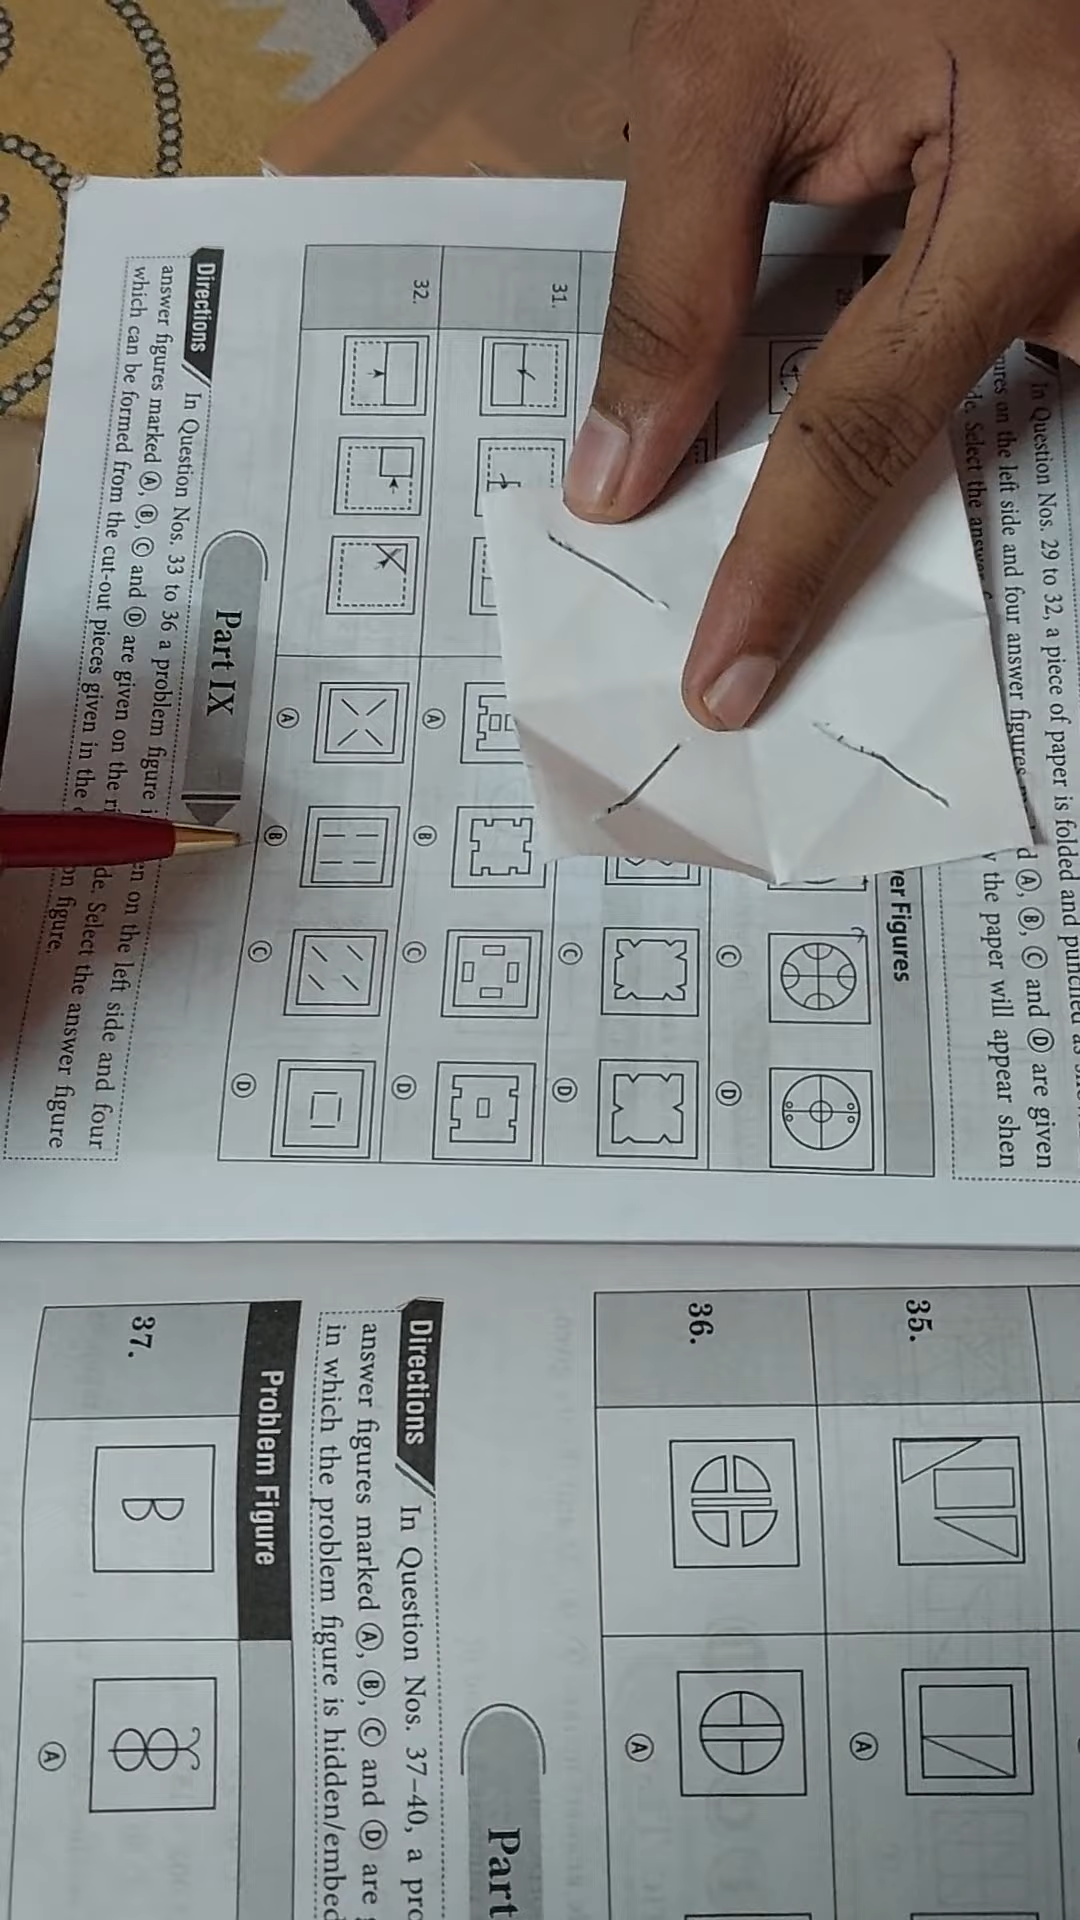 In Question Nos. 29 to 32, a piece of paper is folded and punched as
on the left side and four answer figures d Ⓐ, Ⓑ, Ⓒ and Ⓓ are given
de. Select the the paper will appear shen
er Figures
Ⓒ Ⓓ
31.
Ⓒ Ⓓ
32.
Ⓐ Ⓑ Ⓒ Ⓓ
Ⓐ Ⓑ Ⓒ Ⓓ
Part IX
Directions In Question Nos. 33 to 36 a problem figure en on the left side and four
answer figures marked Ⓐ, Ⓑ, Ⓒ and Ⓓ are given on the de. Select the answer figure
which can be formed from the cut-out pieces given in the on figure.
35.
Ⓐ
36.
Ⓐ
Part
Directions In Question Nos. 37–40, a pro
answer figures marked Ⓐ, Ⓑ, Ⓒ and Ⓓ are
in which the problem figure is hidden/embed
Problem Figure
37.
B
Ⓐ